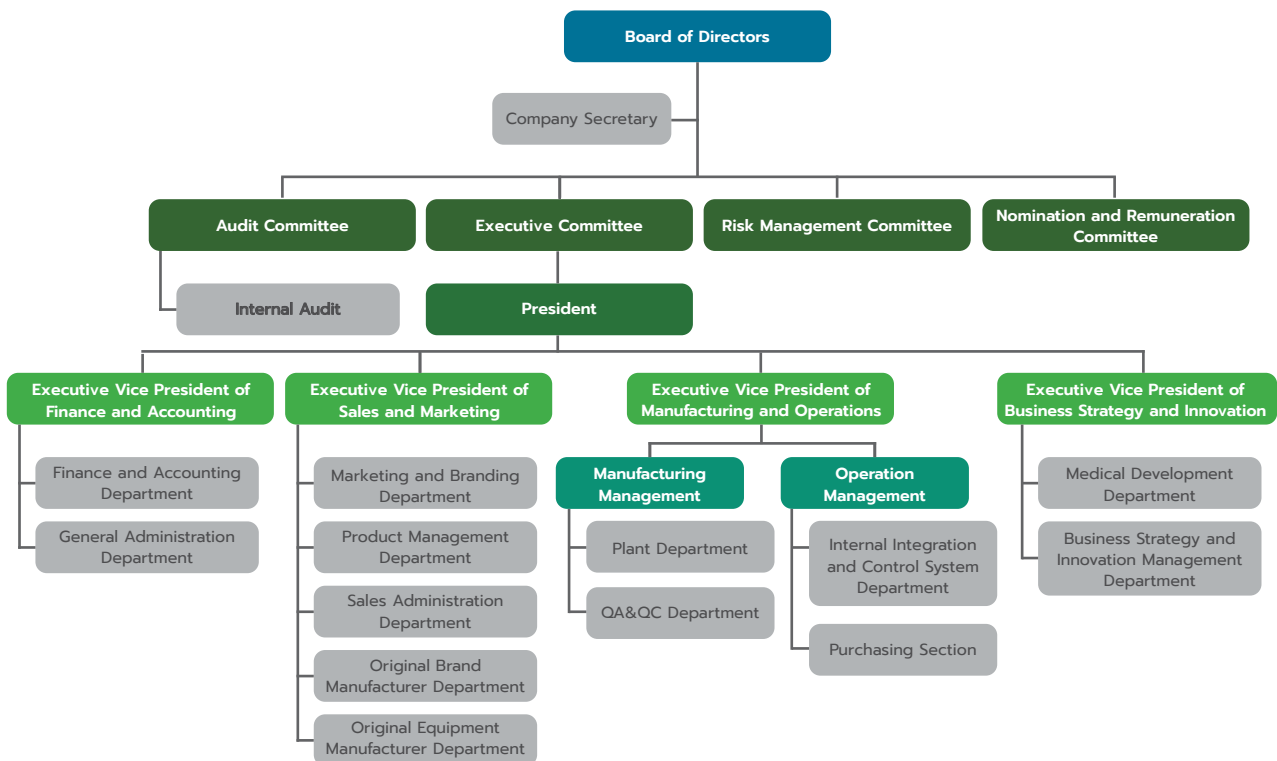 Board of Directors
Company Secretary
Audit Committee
Executive Committee
Risk Management Committee
Nomination and Remuneration
Committee
Internal Audit
President
Executive Vice President of
Finance and Accounting
Executive Vice President of
Sales and Marketing
Executive Vice President of
Manufacturing and Operations
Executive Vice President of
Business Strategy and Innovation
Finance and Accounting
Department
General Administration
Department
Marketing and Branding
Department
Product Management
Department
Sales Administration
Department
Original Brand
Manufacturer Department
Original Equipment
Manufacturer Department
Manufacturing
Management
Plant Department
QA&QC Department
Operation
Management
Internal Integration
and Control System
Department
Purchasing Section
Medical Development
Department
Business Strategy and
Innovation Management
Department